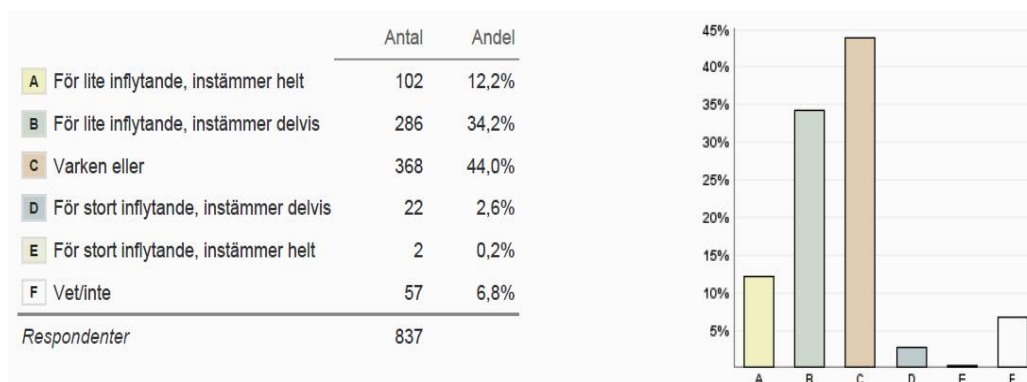 Antal Andel
A För lite inflytande, instämmer helt 102 12,2%
B För lite inflytande, instämmer delvis 286 34,2%
C Varken eller 368 44,0%
D För stort inflytande, instämmer delvis 22 2,6%
E För stort inflytande, instämmer helt 2 0,2%
F Vet/inte 57 6,8%
Respondenter 837
45%
40%
35%
30%
25%
20%
15%
10%
5%
A B C D E F